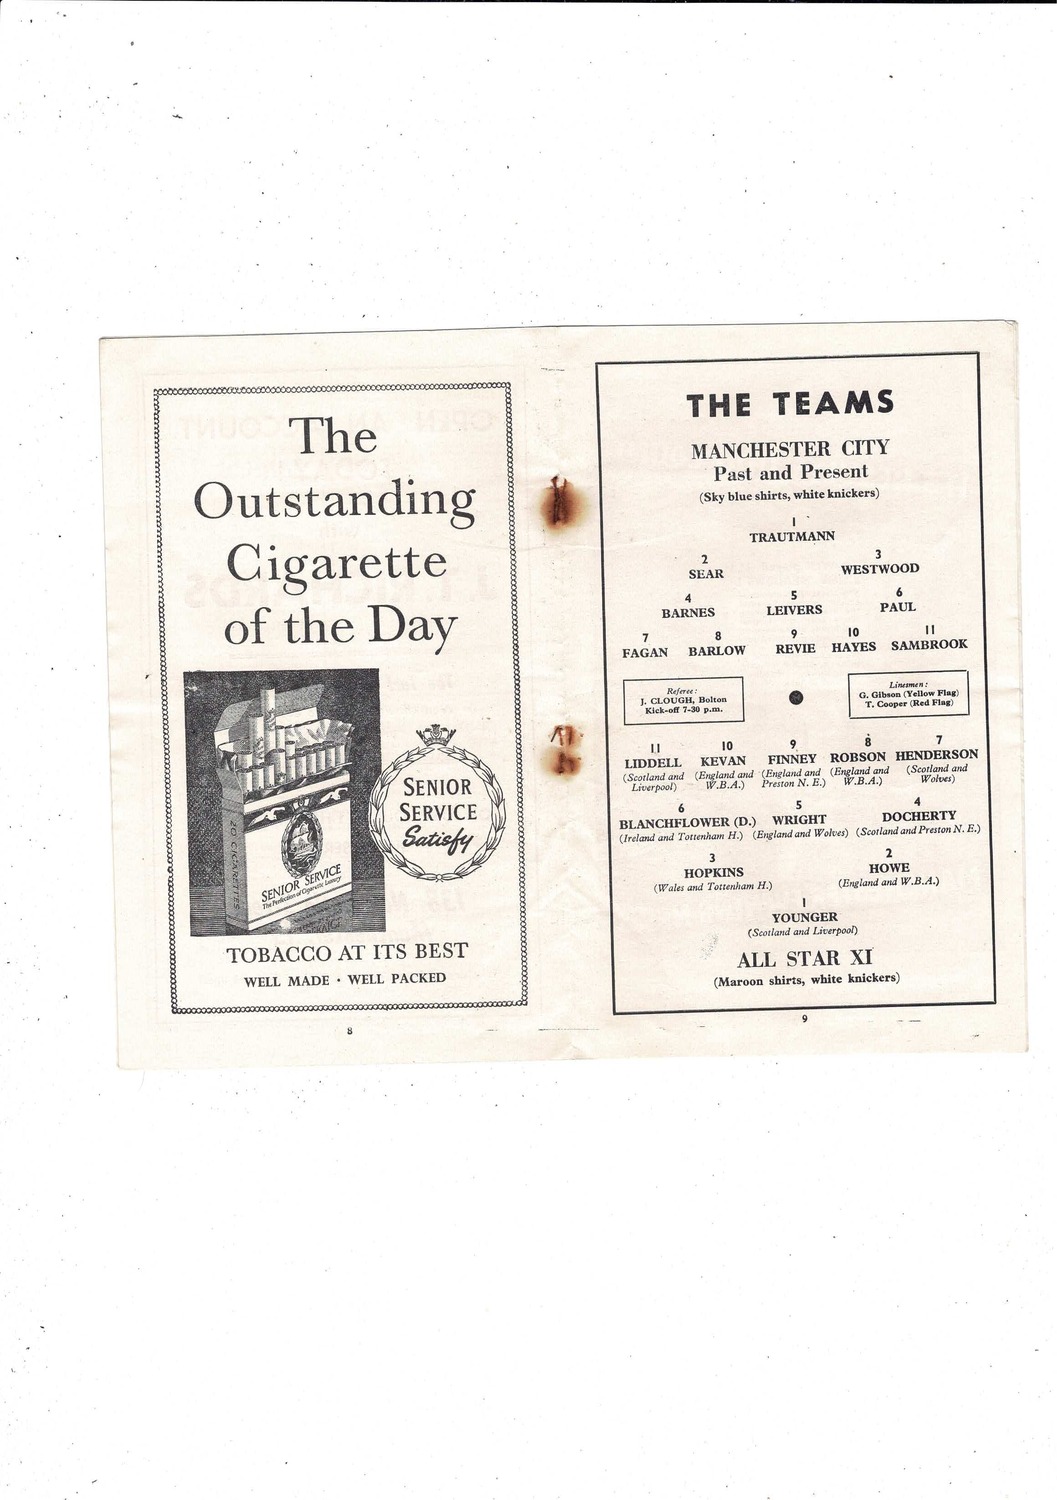 The
Outstanding
Cigarette
of the Day
20 CIGARETTES
SENIOR SERVICE
The Perfection of Cigarette Luxury
SENIOR
SERVICE
Satisfy
TOBACCO AT ITS BEST
WELL MADE · WELL PACKED
8
THE TEAMS
MANCHESTER CITY
Past and Present
(Sky blue shirts, white knickers)
1
TRAUTMANN
2 3
SEAR WESTWOOD
4 5 6
BARNES LEIVERS PAUL
7 8 9 10 11
FAGAN BARLOW REVIE HAYES SAMBROOK
Referee:
J. CLOUGH, Bolton
Kick-off 7-30 p.m.
Linesmen:
G. Gibson (Yellow Flag)
T. Cooper (Red Flag)
11 10 9 8 7
LIDDELL KEVAN FINNEY ROBSON HENDERSON
(Scotland and (England and (England and (England and (Scotland and
Liverpool) W.B.A.) Preston N. E.) W.B.A.) Wolves)
6 5 4
BLANCHFLOWER (D.) WRIGHT DOCHERTY
(Ireland and Tottenham H.) (England and Wolves) (Scotland and Preston N. E.)
3 2
HOPKINS HOWE
(Wales and Tottenham H.) (England and W.B.A.)
1
YOUNGER
(Scotland and Liverpool)
ALL STAR XI
(Maroon shirts, white knickers)
9